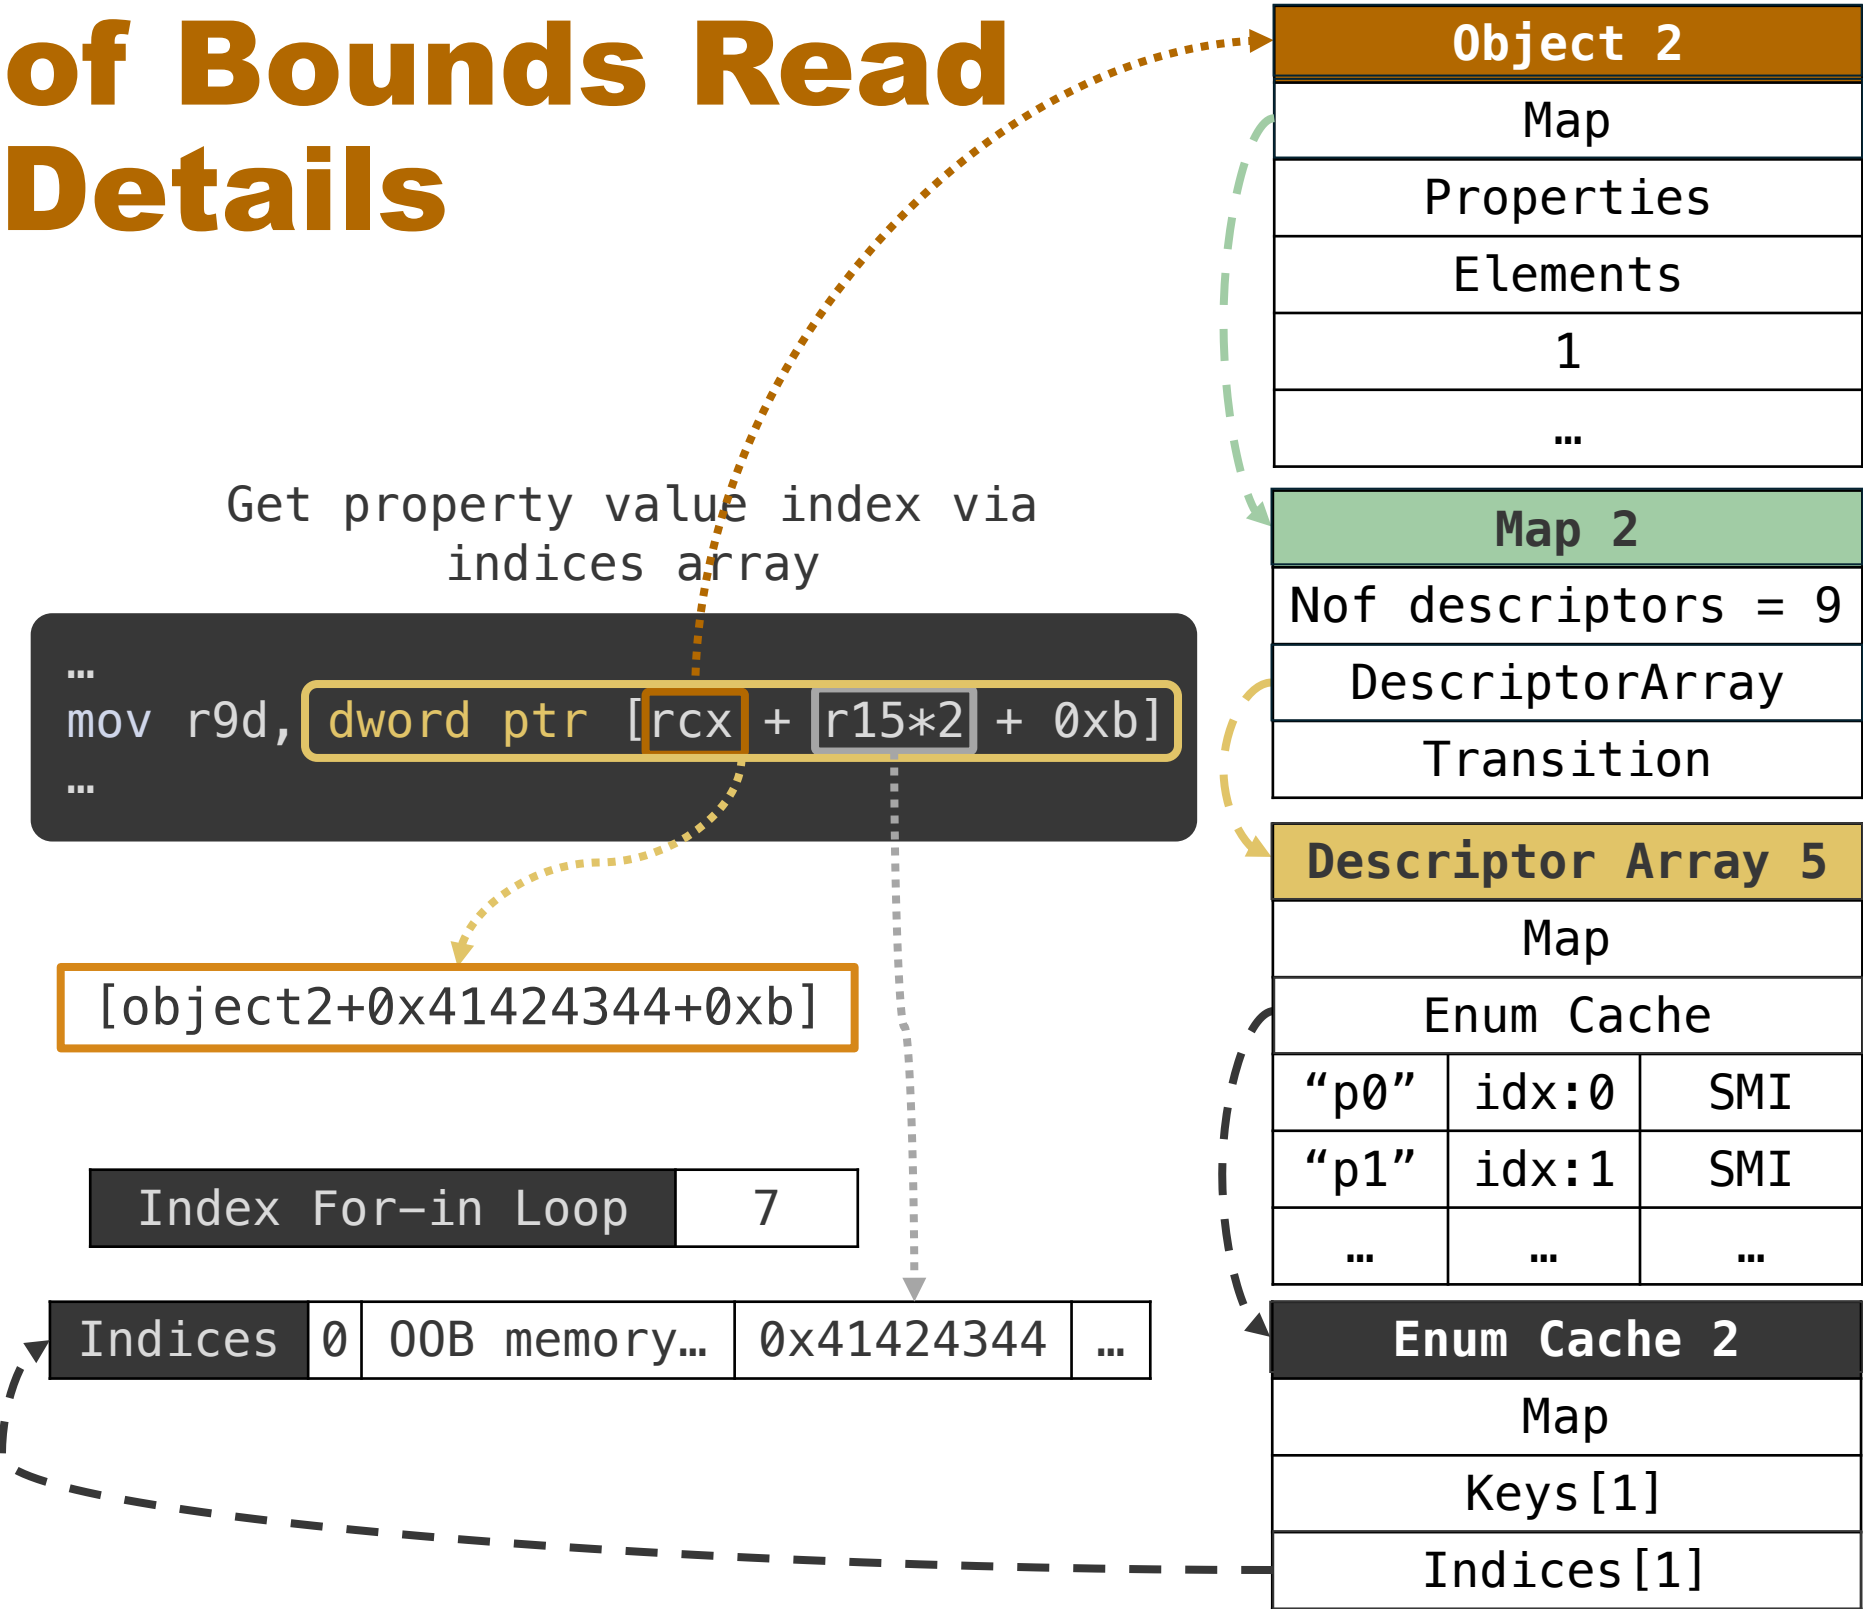 of Bounds Read
Details
Get property value index via
indices array
…
mov r9d, dword ptr [rcx + r15*2 + 0xb]
…
[object2+0x41424344+0xb]
Index For-in Loop 7
Indices 0 OOB memory… 0x41424344 …
Object 2
Map
Properties
Elements
1
…
Map 2
Nof descriptors = 9
DescriptorArray
Transition
Descriptor Array 5
Map
Enum Cache
“p0” idx:0 SMI
“p1” idx:1 SMI
… … …
Enum Cache 2
Map
Keys[1]
Indices[1]